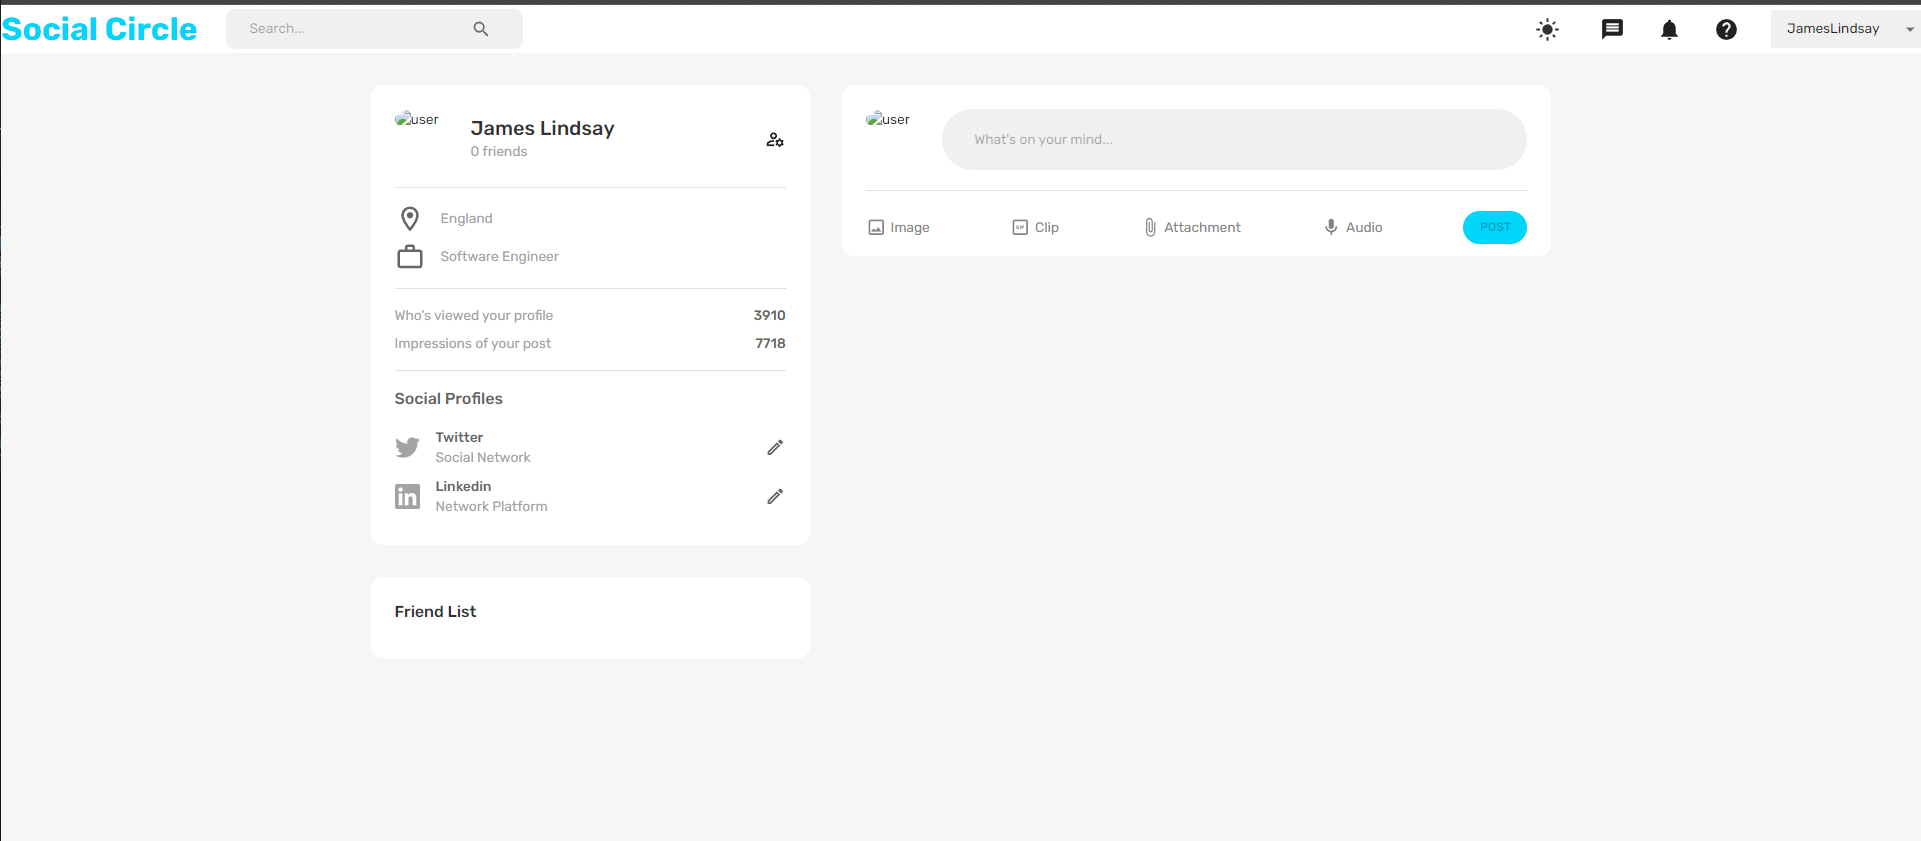 Social Circle
Search...
JamesLindsay
user
James Lindsay
0 friends
England
Software Engineer
Who's viewed your profile 3910
Impressions of your post 7718
Social Profiles
Twitter
Social Network
Linkedin
Network Platform
Friend List
user
What's on your mind...
Image
GIF Clip
Attachment
Audio
POST